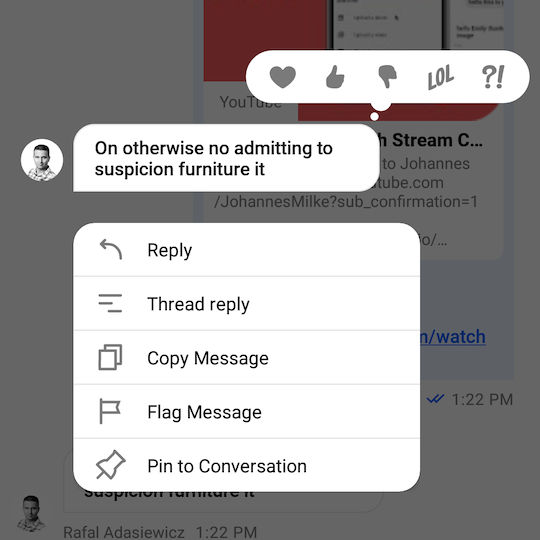 YouTube
LOL ?!
h Stream C...
On otherwise no admitting to
suspicion furniture it
to Johannes
utube.com
/JohannesMilke?sub_confirmation=1
io/...
Reply
Thread reply
m/watch
Copy Message
1:22 PM
Flag Message
Pin to Conversation
suspicion furniture it
Rafal Adasiewicz 1:22 PM